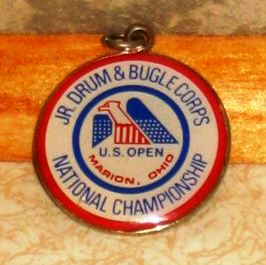 JR. DRUM & BUGLE CORPS
U.S. OPEN
MARION, OHIO
NATIONAL CHAMPIONSHIP